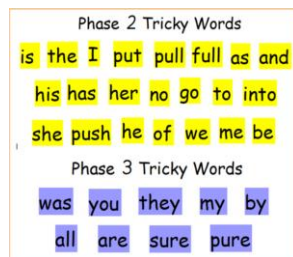 Phase 2 Tricky Words
is the I put pull full as and
his has her no go to into
she push he of we me be
Phase 3 Tricky Words
was you they my by
all are sure pure